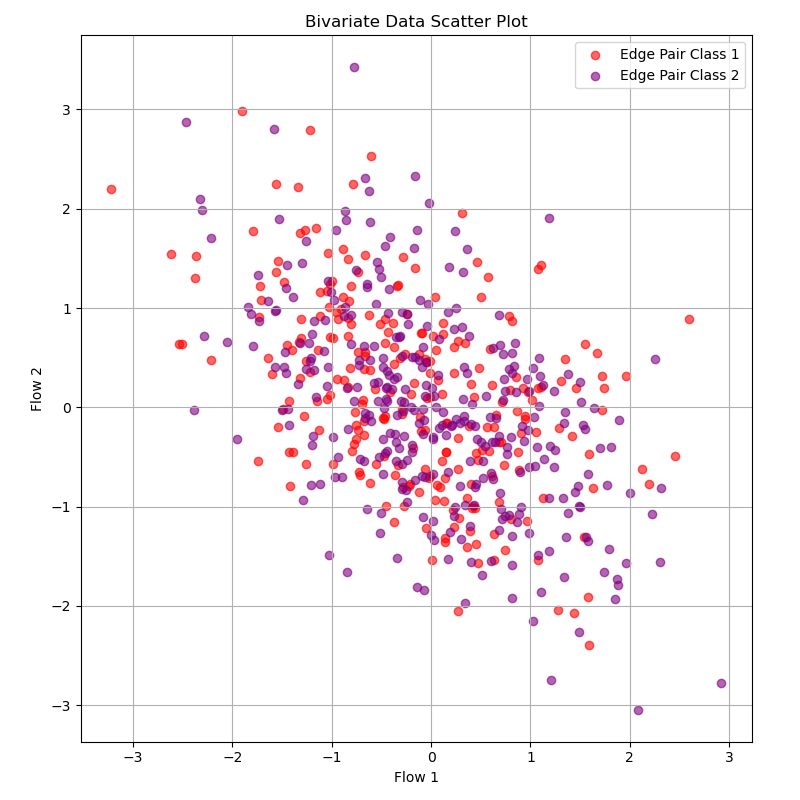 Bivariate Data Scatter Plot
Edge Pair Class 1
Edge Pair Class 2
3
2
1
0
−1
−2
−3
Flow 2
−3 −2 −1 0 1 2 3
Flow 1